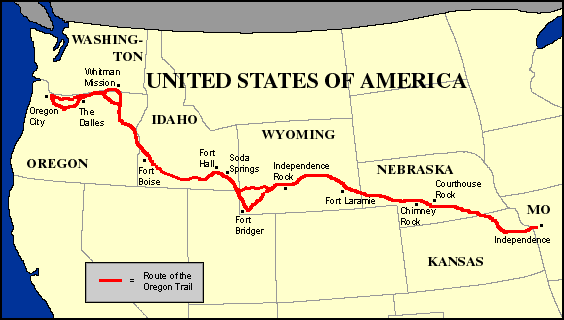 WASHING-
TON
Whitman
Mission
UNITED STATES OF AMERICA
Oregon
City
The
Dalles
IDAHO
WYOMING
OREGON
Fort
Boise
Fort
Hall
Soda
Springs
Independence
Rock
NEBRASKA
Courthouse
Rock
Fort Laramie
Chimney
Rock
Fort
Bridger
MO
Independence
KANSAS
= Route of the
Oregon Trail